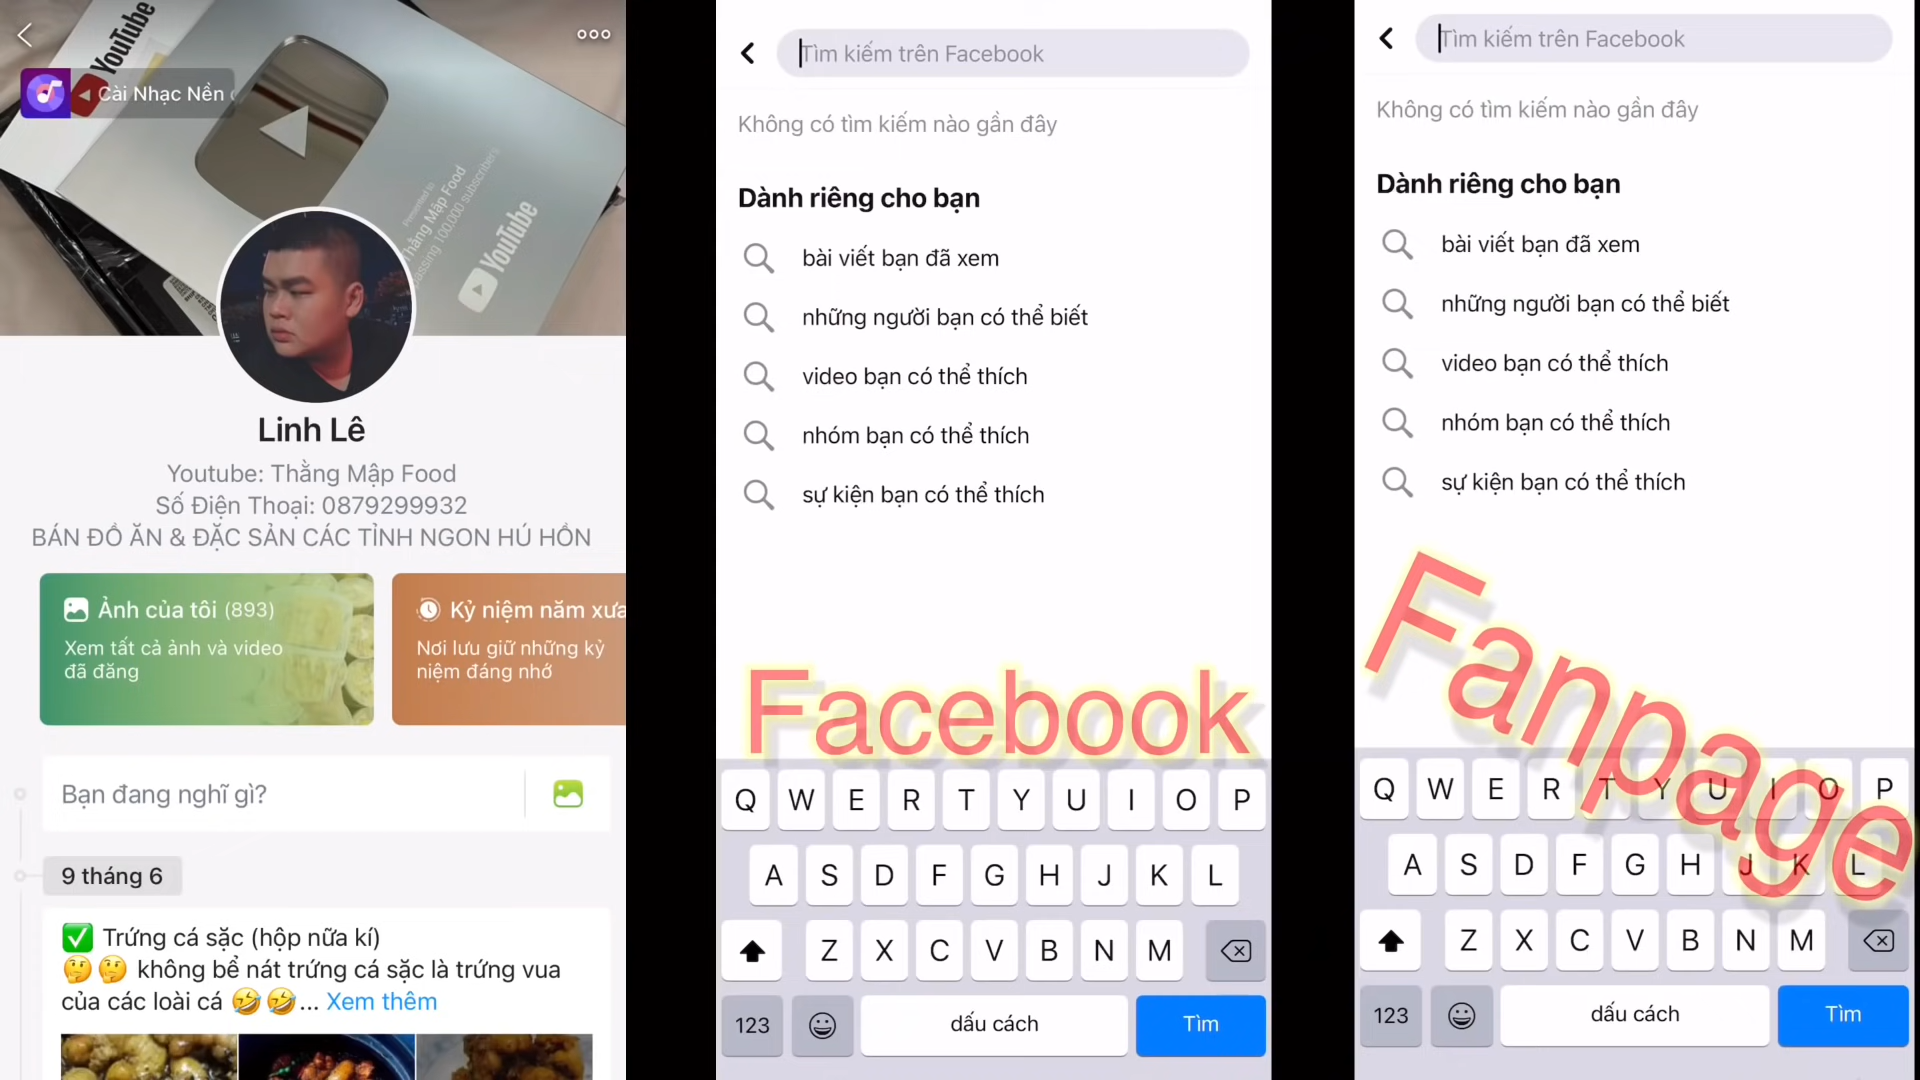 YouTube
Cài Nhạc Nền
Presented to
Thằng Mập Food
100,000 subscribers
YouTube
Linh Lê
Youtube: Thằng Mập Food
Số Điện Thoại: 0879299932
BÁN ĐỒ ĂN & ĐẶC SẢN CÁC TỈNH NGON HÚ HỒN
Ảnh của tôi (893)
Xem tất cả ảnh và video
đã đăng
Kỷ niệm năm xưa
Nơi lưu giữ những kỷ
niệm đáng nhớ
Bạn đang nghĩ gì?
9 tháng 6
✅ Trứng cá sặc (hộp nữa kí)
🤔🤔 không bể nát trứng cá sặc là trứng vua
của các loài cá 🤣🤣... Xem thêm
Tìm kiếm trên Facebook
Không có tìm kiếm nào gần đây
Dành riêng cho bạn
bài viết bạn đã xem
những người bạn có thể biết
video bạn có thể thích
nhóm bạn có thể thích
sự kiện bạn có thể thích
Facebook
Q W E R T Y U I O P
A S D F G H J K L
Z X C V B N M
123 dấu cách Tìm
Tìm kiếm trên Facebook
Không có tìm kiếm nào gần đây
Dành riêng cho bạn
bài viết bạn đã xem
những người bạn có thể biết
video bạn có thể thích
nhóm bạn có thể thích
sự kiện bạn có thể thích
Fanpage
Q W E R T Y U I O P
A S D F G H J K L
Z X C V B N M
123 dấu cách Tìm